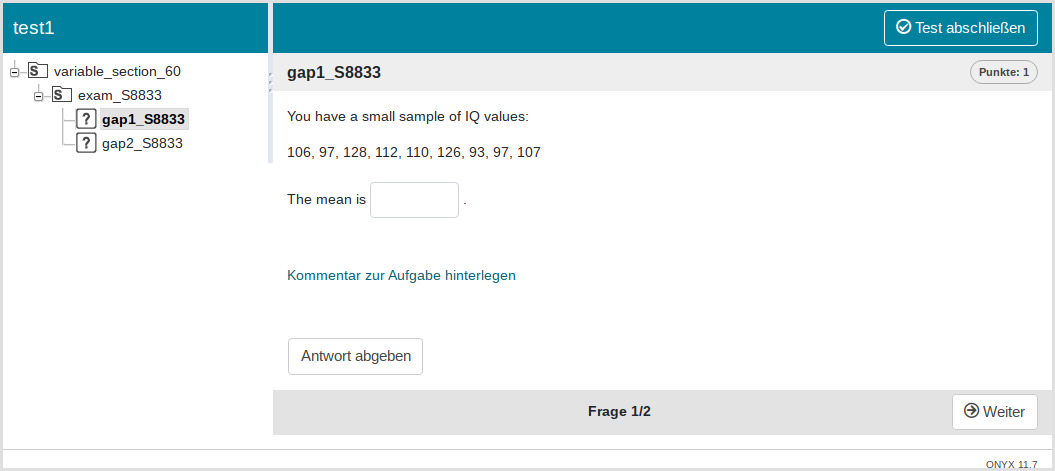 test1
Test abschließen
variable_section_60
exam_S8833
gap1_S8833
gap2_S8833
gap1_S8833
Punkte: 1
You have a small sample of IQ values:
106, 97, 128, 112, 110, 126, 93, 97, 107
The mean is .
Kommentar zur Aufgabe hinterlegen
Antwort abgeben
Frage 1/2
Weiter
ONYX 11.7